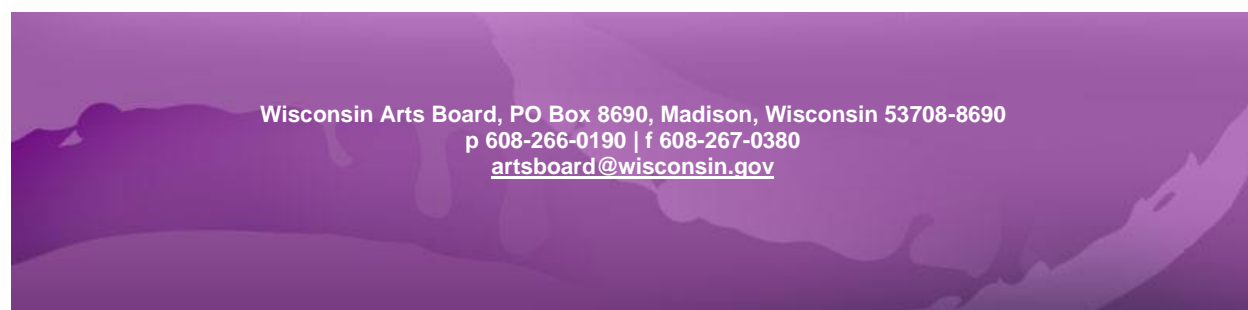 Wisconsin Arts Board, PO Box 8690, Madison, Wisconsin 53708-8690
p 608-266-0190 | f 608-267-0380
artsboard@wisconsin.gov